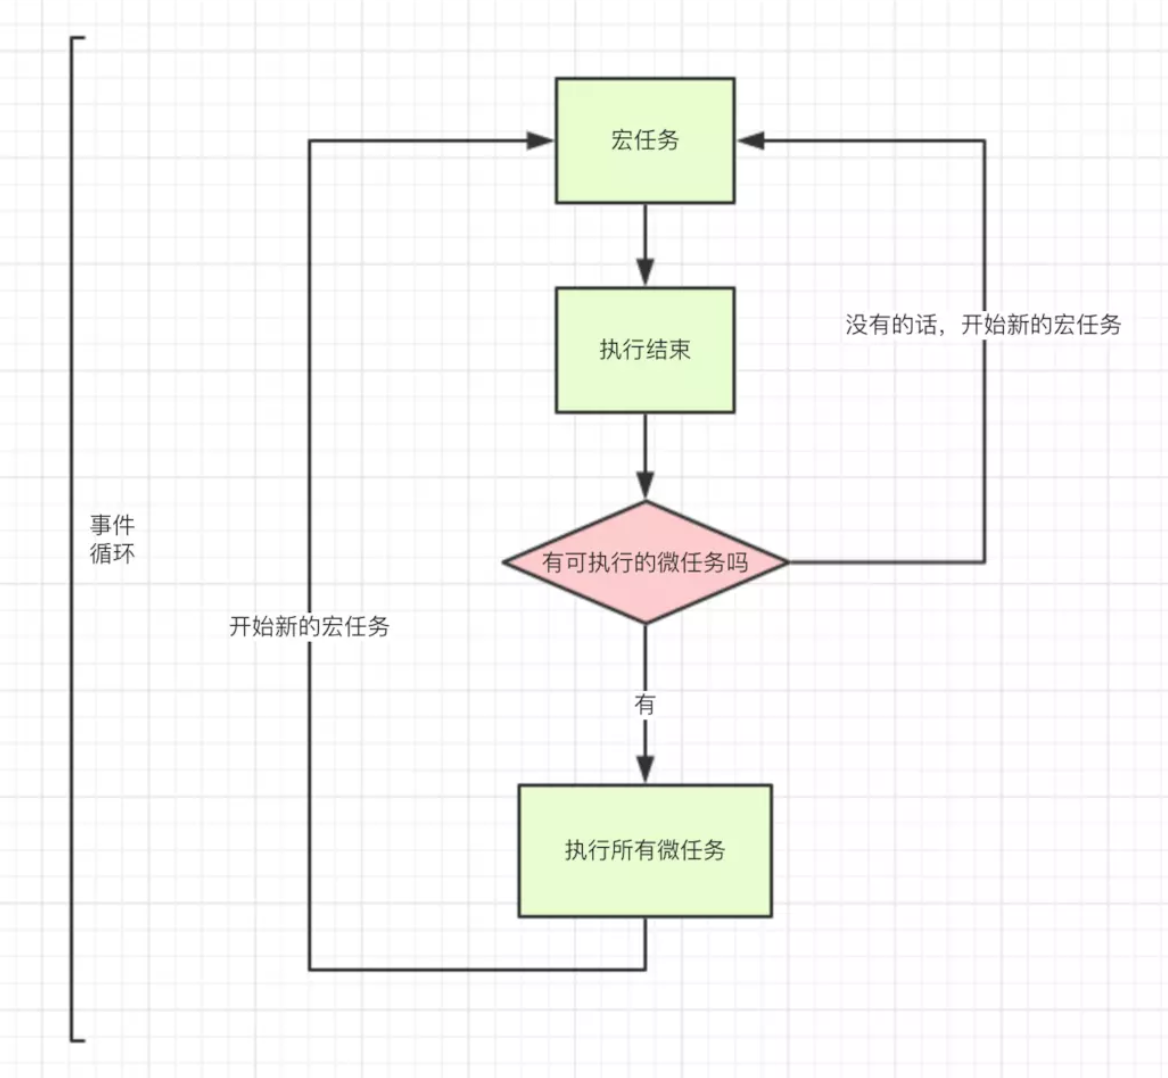 宏任务
执行结束
没有的话，开始新的宏任务
事件
循环
有可执行的微任务吗
开始新的宏任务
有
执行所有微任务